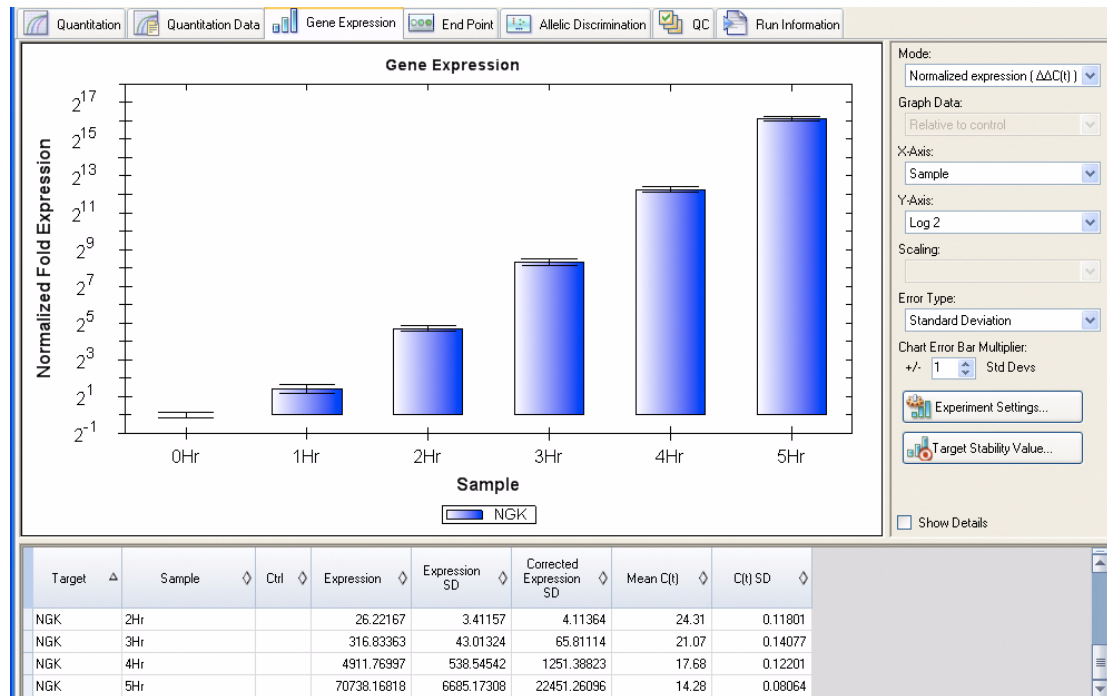 Quantitation Quantitation Data Gene Expression End Point Allelic Discrimination QC Run Information
Gene Expression
Normalized Fold Expression
2^17
2^15
2^13
2^11
2^9
2^7
2^5
2^3
2^1
2^-1
0Hr 1Hr 2Hr 3Hr 4Hr 5Hr
Sample
NGK
Mode:
Normalized expression ( ΔΔC(t) )
Graph Data:
Relative to control
X-Axis:
Sample
Y-Axis:
Log 2
Scaling:
Error Type:
Standard Deviation
Chart Error Bar Multiplier:
+/- 1 Std Devs
Experiment Settings...
Target Stability Value...
Show Details
Target Sample Ctrl Expression Expression SD Corrected Expression SD Mean C(t) C(t) SD
NGK 2Hr 26.22167 3.41157 4.11364 24.31 0.11801
NGK 3Hr 316.83363 43.01324 65.81114 21.07 0.14077
NGK 4Hr 4911.76997 538.54542 1251.38823 17.68 0.12201
NGK 5Hr 70738.16818 6685.17308 22451.26096 14.28 0.08064